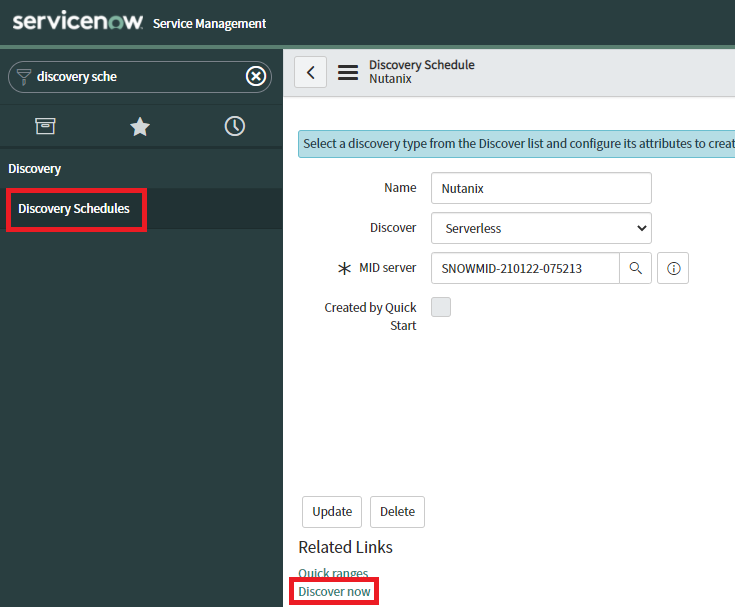 servicenow Service Management
discovery sche
Discovery
Discovery Schedules
Discovery Schedule
Nutanix
Select a discovery type from the Discover list and configure its attributes to creat
Name Nutanix
Discover Serverless
MID server SNOWMID-210122-075213
Created by Quick
Start
Update Delete
Related Links
Quick ranges
Discover now